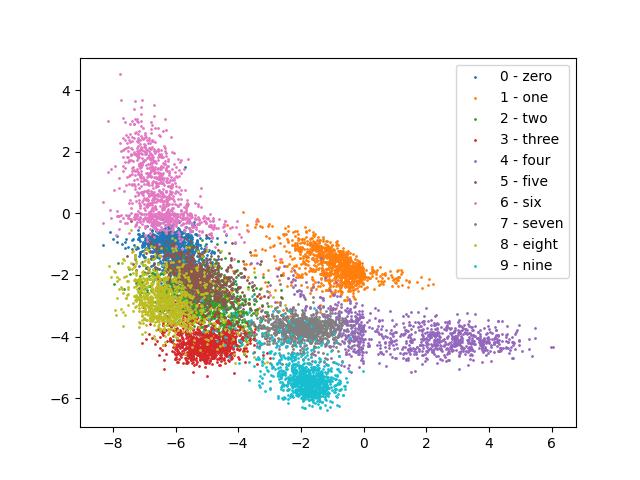 4
2
0
−2
−4
−6
−8
−6
−4
−2
0
2
4
6
0 - zero
1 - one
2 - two
3 - three
4 - four
5 - five
6 - six
7 - seven
8 - eight
9 - nine